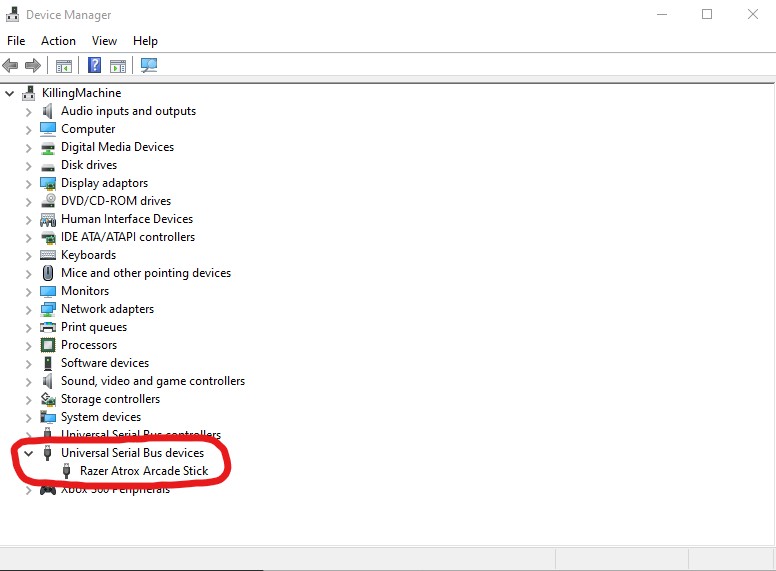 Device Manager
File Action View Help
KillingMachine
Audio inputs and outputs
Computer
Digital Media Devices
Disk drives
Display adaptors
DVD/CD-ROM drives
Human Interface Devices
IDE ATA/ATAPI controllers
Keyboards
Mice and other pointing devices
Monitors
Network adapters
Print queues
Processors
Software devices
Sound, video and game controllers
Storage controllers
System devices
Universal Serial Bus controllers
Universal Serial Bus devices
Razer Atrox Arcade Stick
Xbox 360 Peripherals